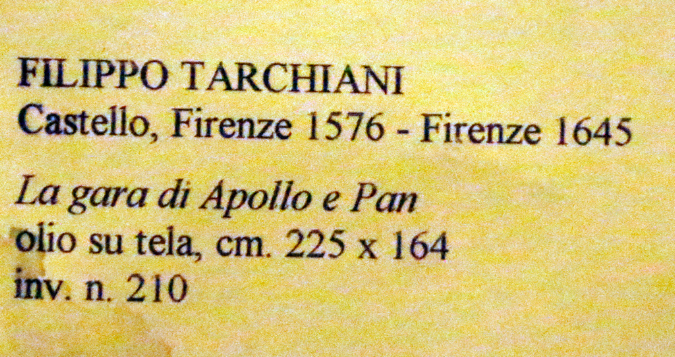 FILIPPO TARCHIANI
Castello, Firenze 1576 - Firenze 1645
La gara di Apollo e Pan
olio su tela, cm. 225 x 164
inv. n. 210